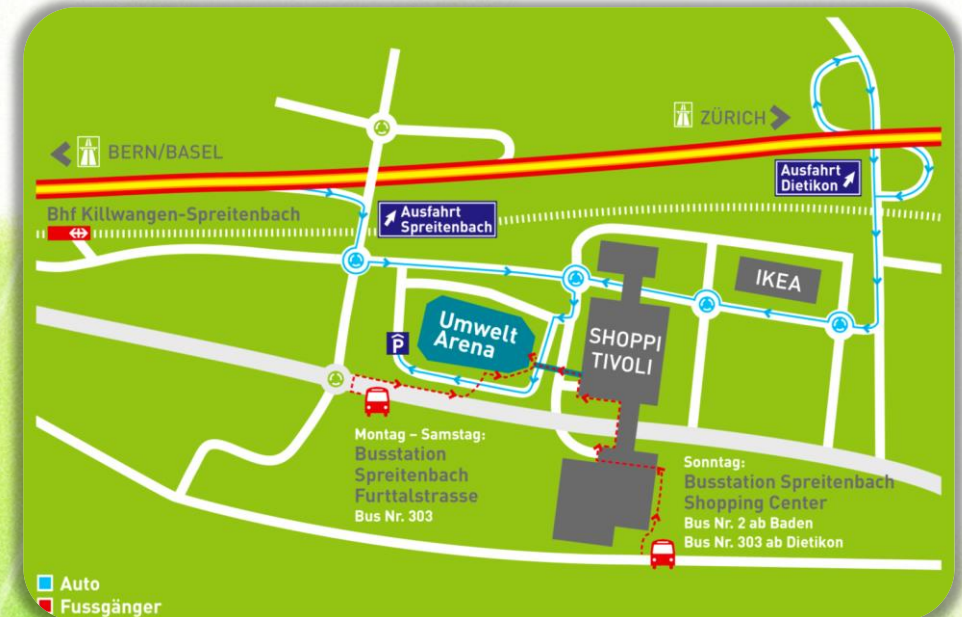 ZÜRICH
BERN/BASEL
Ausfahrt
Dietikon
Bhf Killwangen-Spreitenbach
Ausfahrt
Spreitenbach
IKEA
Umwelt
Arena
SHOPPI
TIVOLI
P
Montag – Samstag:
Busstation
Spreitenbach
Furttalstrasse
Bus Nr. 303
Sonntag:
Busstation Spreitenbach
Shopping Center
Bus Nr. 2 ab Baden
Bus Nr. 303 ab Dietikon
Auto
Fussgänger